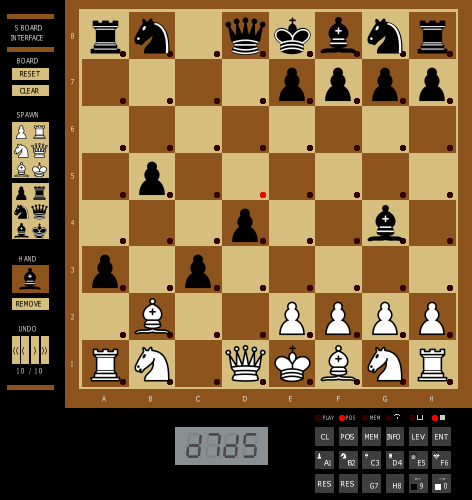 S BOARD
INTERFACE
BOARD
RESET
CLEAR
SPAWN
HAND
REMOVE
UNDO
10 / 10
8
7
6
5
4
3
2
1
A B C D E F G H
d7d5
PLAY POS MEM
CL POS MEM INFO LEV ENT
A1 B2 C3 D4 E5 F6
RES RES G7 H8 9 0